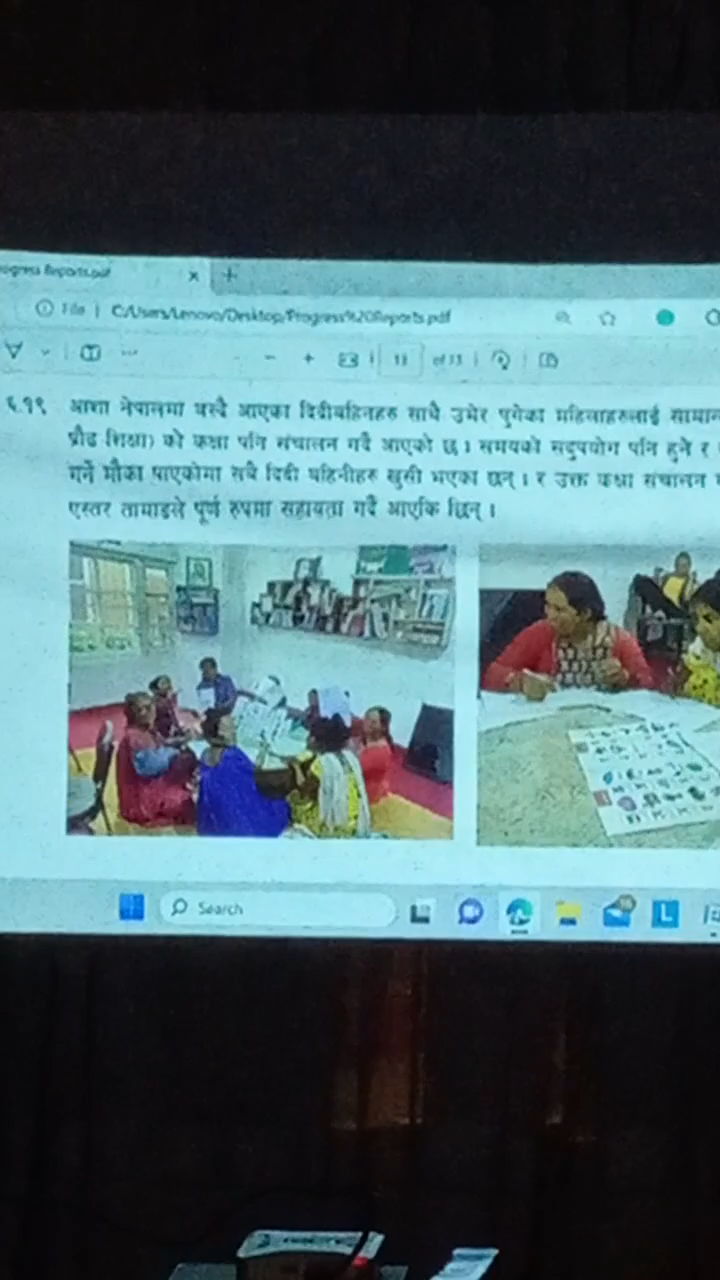 ogress Reports.pdf
File | C:/Users/Lenovo/Desktop/Progress%20Reports.pdf
11 of 13
६.१९ आशा नेपालमा बस्दै आएका दिदीबहिनहरु साथै उमेर पुगेका महिलाहरुलाई सामान
प्रौढ शिक्षा) को कक्षा पनि संचालन गर्दै आएको छ। समयको सदुपयोग पनि हुने र
गर्ने मौका पाएकोमा सबै दिदी बहिनीहरु खुसी भएका छन्। र उक्त कक्षा संचालन
एस्तर तामाङले पूर्ण रुपमा सहायता गर्दै आएकि छिन्।
Search